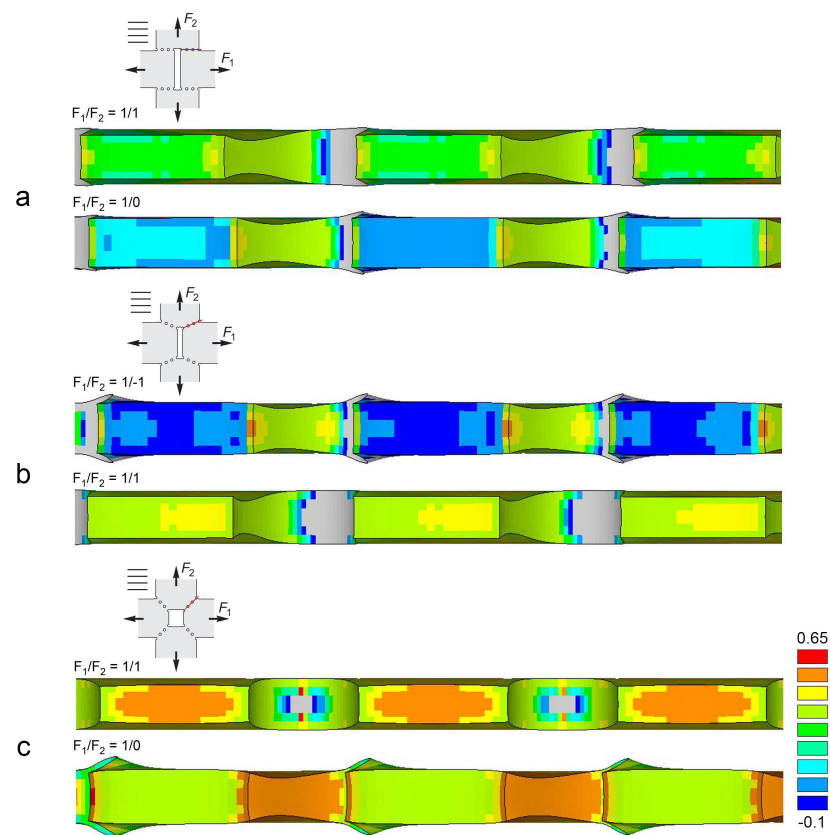 F2
F1
F1/F2 = 1/1
a
F1/F2 = 1/0
F2
F1
F1/F2 = 1/-1
b
F1/F2 = 1/1
F2
F1
F1/F2 = 1/1
0.65
c
F1/F2 = 1/0
-0.1